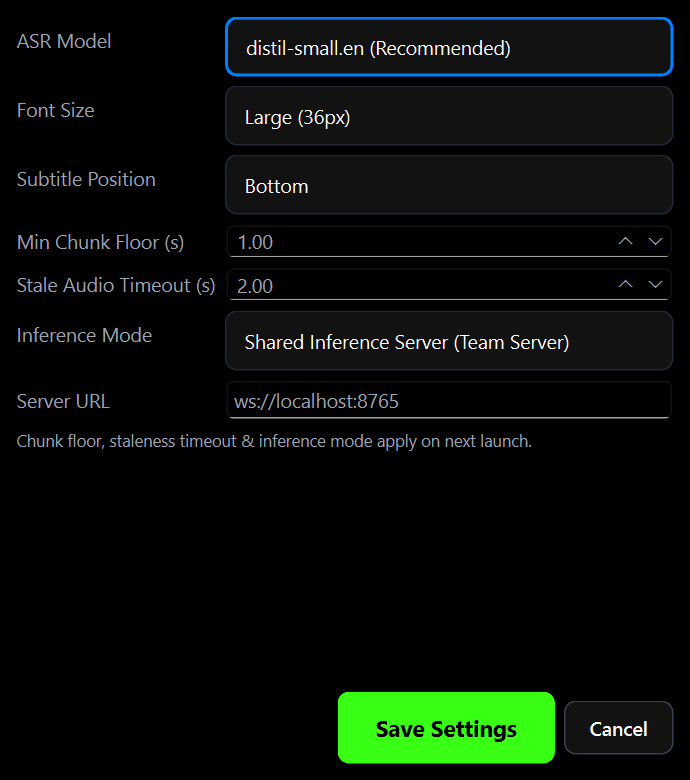 ASR Model
distil-small.en (Recommended)
Font Size
Large (36px)
Subtitle Position
Bottom
Min Chunk Floor (s)
1.00
Stale Audio Timeout (s)
2.00
Inference Mode
Shared Inference Server (Team Server)
Server URL
ws://localhost:8765
Chunk floor, staleness timeout & inference mode apply on next launch.
Save Settings
Cancel